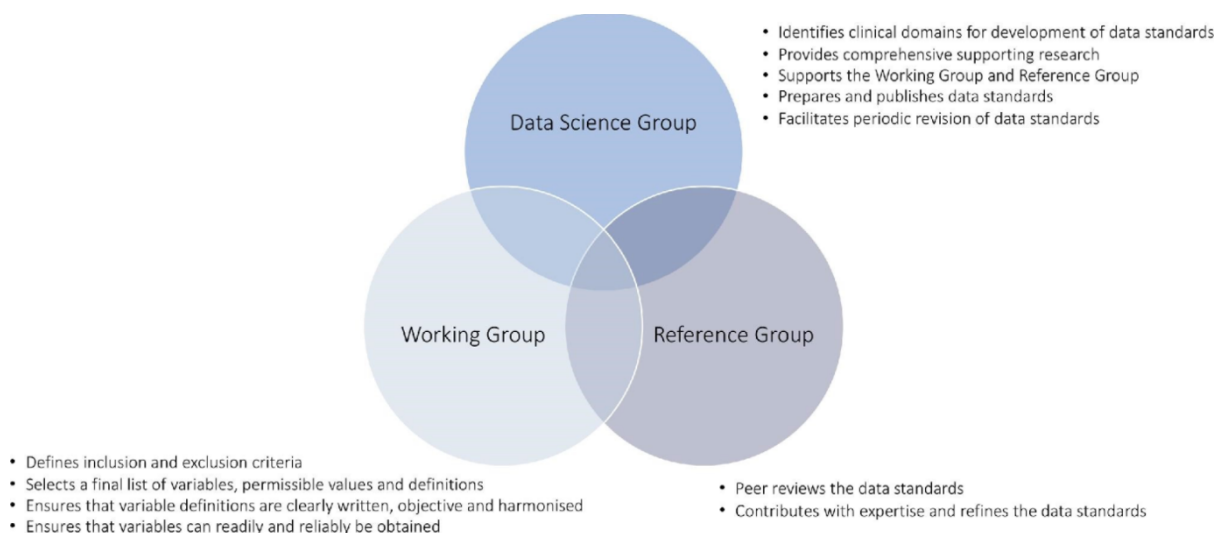 • Identifies clinical domains for development of data standards
• Provides comprehensive supporting research
• Supports the Working Group and Reference Group
• Prepares and publishes data standards
• Facilitates periodic revision of data standards
Data Science Group
Working Group
Reference Group
• Defines inclusion and exclusion criteria
• Selects a final list of variables, permissible values and definitions
• Ensures that variable definitions are clearly written, objective and harmonised
• Ensures that variables can readily and reliably be obtained
• Peer reviews the data standards
• Contributes with expertise and refines the data standards